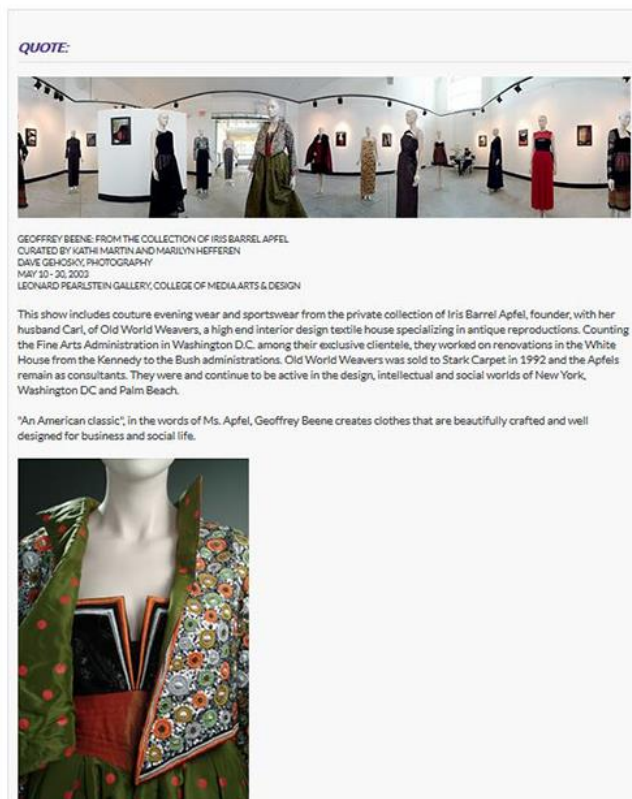 QUOTE:
GEOFFREY BEENE: FROM THE COLLECTION OF IRIS BARREL APFEL
CURATED BY KATHI MARTIN AND MARILYN HEFFEREN
DAVE GEHOSKY, PHOTOGRAPHY
MAY 10 - 30, 2003
LEONARD PEARLSTEIN GALLERY, COLLEGE OF MEDIA ARTS & DESIGN
This show includes couture evening wear and sportswear from the private collection of Iris Barrel Apfel, founder, with her
husband Carl, of Old World Weavers, a high end interior design textile house specializing in antique reproductions. Counting
the Fine Arts Administration in Washington D.C. among their exclusive clientele, they worked on renovations in the White
House from the Kennedy to the Bush administrations. Old World Weavers was sold to Stark Carpet in 1992 and the Apfels
remain as consultants. They were and continue to be active in the design, intellectual and social worlds of New York,
Washington DC and Palm Beach.
"An American classic", in the words of Ms. Apfel, Geoffrey Beene creates clothes that are beautifully crafted and well
designed for business and social life.